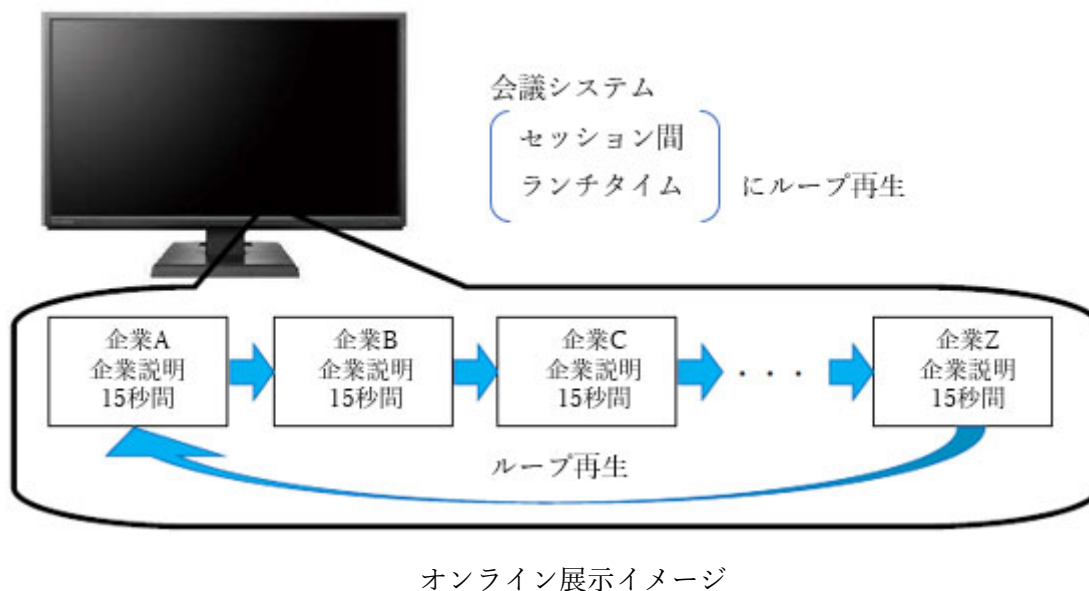 会議システム
セッション間
ランチタイム
にループ再生
企業A
企業説明
15秒間
企業B
企業説明
15秒間
企業C
企業説明
15秒間
・・・
企業Z
企業説明
15秒間
ループ再生
オンライン展示イメージ